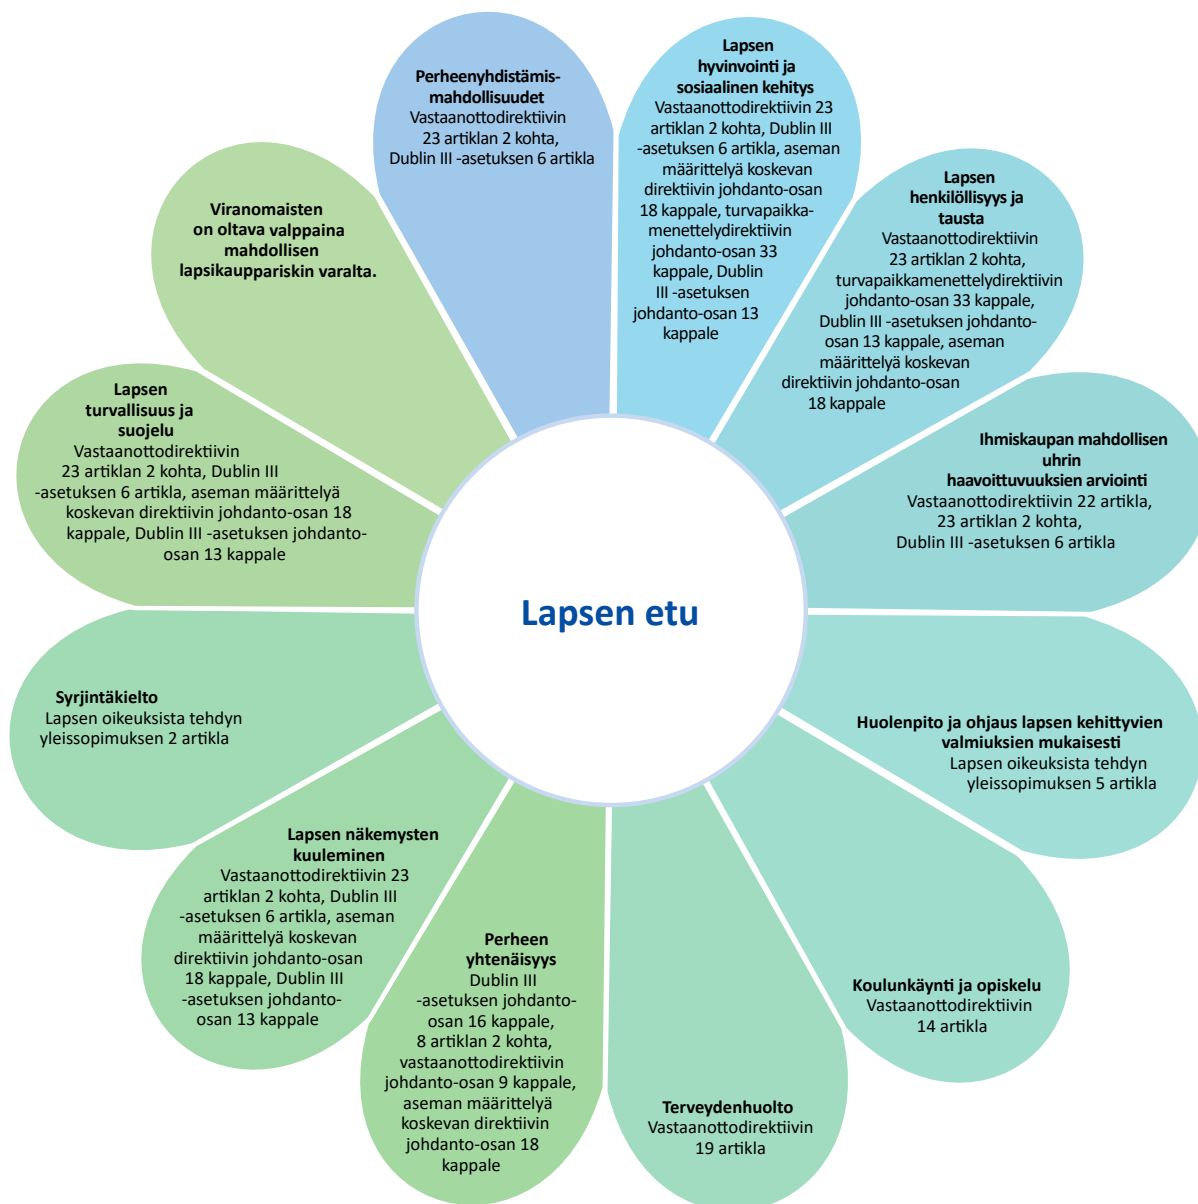 Perheenyhdistämis-
mahdollisuudet
Vastaanottodirektiivin
23 artiklan 2 kohta,
Dublin III -asetuksen 6 artikla
Lapsen
hyvinvointi ja
sosiaalinen kehitys
Vastaanottodirektiivin 23
artiklan 2 kohta, Dublin III
-asetuksen 6 artikla, aseman
määrittelyä koskevan
direktiivin johdanto-osan
18 kappale, turvapaikka-
menettelydirektiivin
johdanto-osan 33
kappale, Dublin
III -asetuksen
johdanto-osan 13
kappale
Lapsen
henkilöllisyys ja
tausta
Vastaanottodirektiivin
23 artiklan 2 kohta,
turvapaikkamenettelydirektiivin
johdanto-osan 33 kappale,
Dublin III -asetuksen johdanto-
osan 13 kappale, aseman
määrittelyä koskevan
direktiivin johdanto-osan
18 kappale
Ihmiskaupan mahdollisen
uhrin
haavoittuvuuksien arviointi
Vastaanottodirektiivin 22 artikla,
23 artiklan 2 kohta,
Dublin III -asetuksen 6 artikla
Huolenpito ja ohjaus lapsen kehittyvien
valmiuksien mukaisesti
Lapsen oikeuksista tehdyn
yleissopimuksen 5 artikla
Koulunkäynti ja opiskelu
Vastaanottodirektiivin
14 artikla
Terveydenhuolto
Vastaanottodirektiivin
19 artikla
Perheen
yhtenäisyys
Dublin III
-asetuksen johdanto-
osan 16 kappale,
8 artiklan 2 kohta,
vastaanottodirektiivin
johdanto-osan 9 kappale,
aseman määrittelyä
koskevan direktiivin
johdanto-osan 18
kappale
Lapsen näkemysten
kuuleminen
Vastaanottodirektiivin 23
artiklan 2 kohta, Dublin III
-asetuksen 6 artikla, aseman
määrittelyä koskevan
direktiivin johdanto-osan
18 kappale, Dublin III
-asetuksen johdanto-
osan 13 kappale
Syrjintäkielto
Lapsen oikeuksista tehdyn
yleissopimuksen 2 artikla
Lapsen
turvallisuus ja
suojelu
Vastaanottodirektiivin
23 artiklan 2 kohta, Dublin III
-asetuksen 6 artikla, aseman määrittelyä
koskevan direktiivin johdanto-osan 18
kappale, Dublin III -asetuksen johdanto-
osan 13 kappale
Viranomaisten
on oltava valppaina
mahdollisen
lapsikauppariskin varalta.
Lapsen etu